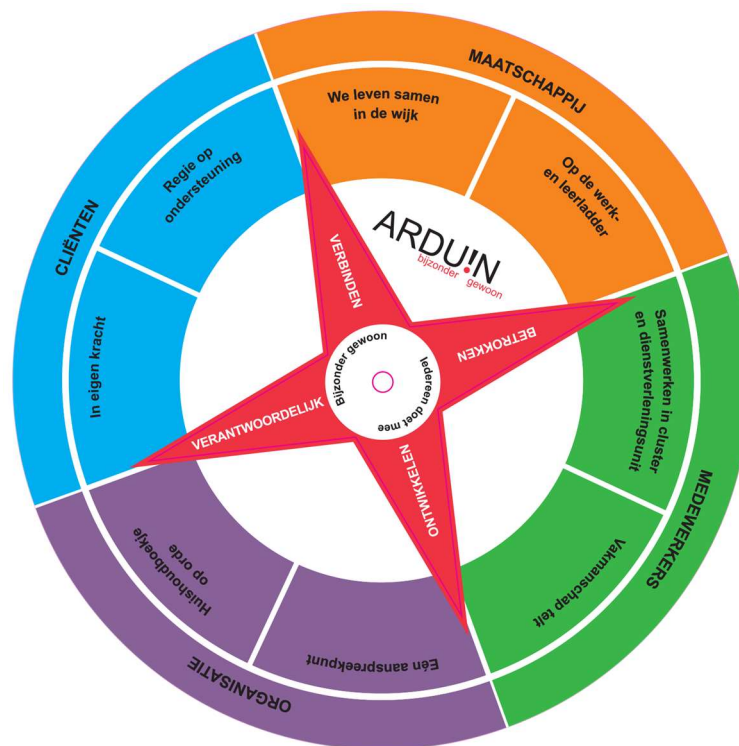 MAATSCHAPPIJ
We leven samen
in de wijk
Op de werk-
en leerladder
MEDEWERKERS
Samenwerken in cluster
en dienstverleningsunit
Vakmanschap telt
ORGANISATIE
Eén aanspreekpunt
Huishoudboekje
op orde
CLIËNTEN
In eigen kracht
Regie op
ondersteuning
ARDU!N
bijzonder gewoon
VERBINDEN
BETROKKEN
ONTWIKKELEN
VERANTWOORDELIJK
Bijzonder gewoon
Iedereen doet mee